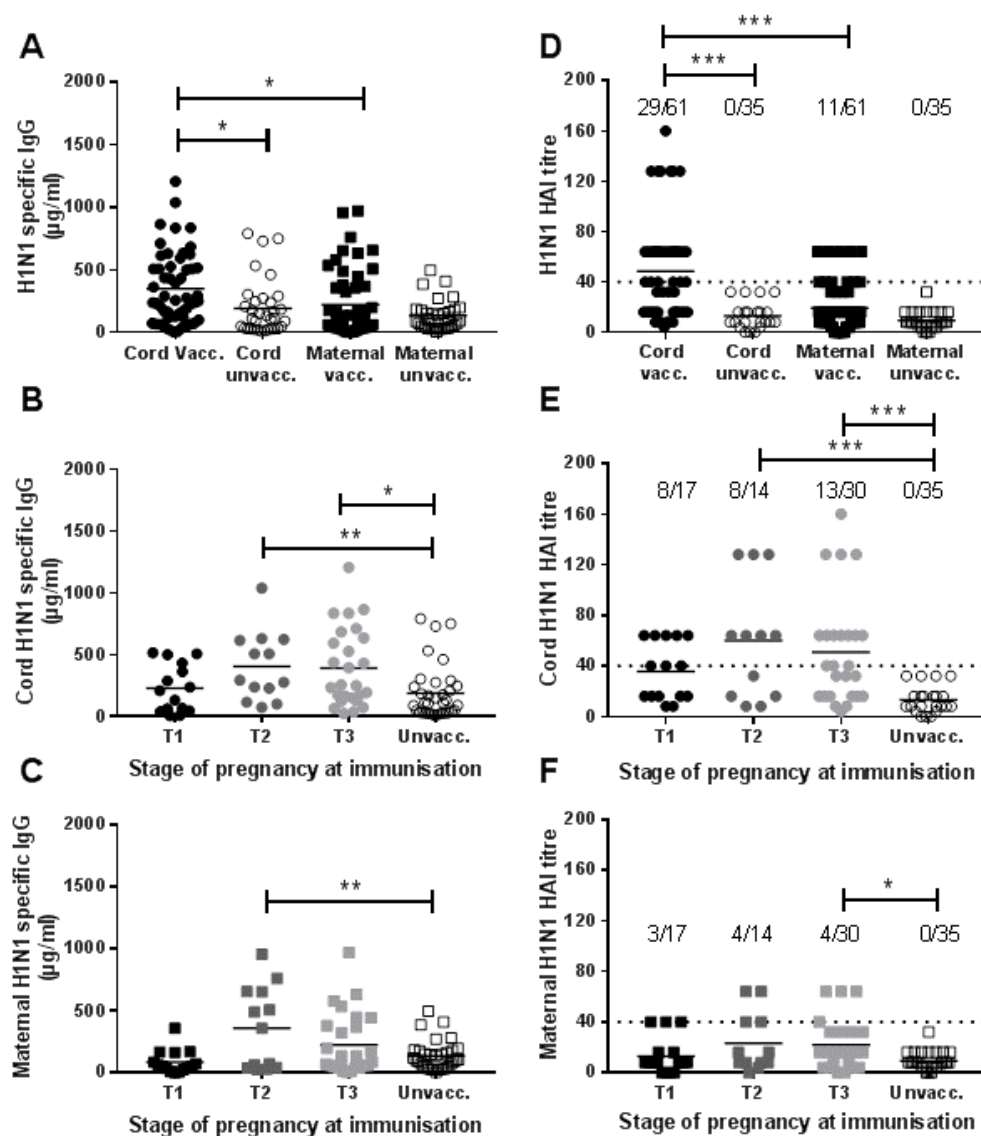 A
H1N1 specific IgG
(µg/ml)
2000
1500
1000
500
0
*
*
Cord Vacc.
Cord
unvacc.
Maternal
vacc.
Maternal
unvacc.
D
H1N1 HAI titre
200
160
120
80
40
0
***
***
29/61
0/35
11/61
0/35
Cord
vacc.
Cord
unvacc.
Maternal
vacc.
Maternal
unvacc.
B
Cord H1N1 specific IgG
(µg/ml)
2000
1500
1000
500
0
*
**
T1
T2
T3
Unvacc.
Stage of pregnancy at immunisation
E
Cord H1N1 HAI titre
200
160
120
80
40
0
***
***
8/17
8/14
13/30
0/35
T1
T2
T3
Unvacc.
Stage of pregnancy at immunisation
C
Maternal H1N1 specific IgG
(µg/ml)
2000
1500
1000
500
0
**
T1
T2
T3
Unvacc.
Stage of pregnancy at immunisation
F
Maternal H1N1 HAI titre
200
160
120
80
40
0
*
3/17
4/14
4/30
0/35
T1
T2
T3
Unvacc.
Stage of pregnancy at immunisation